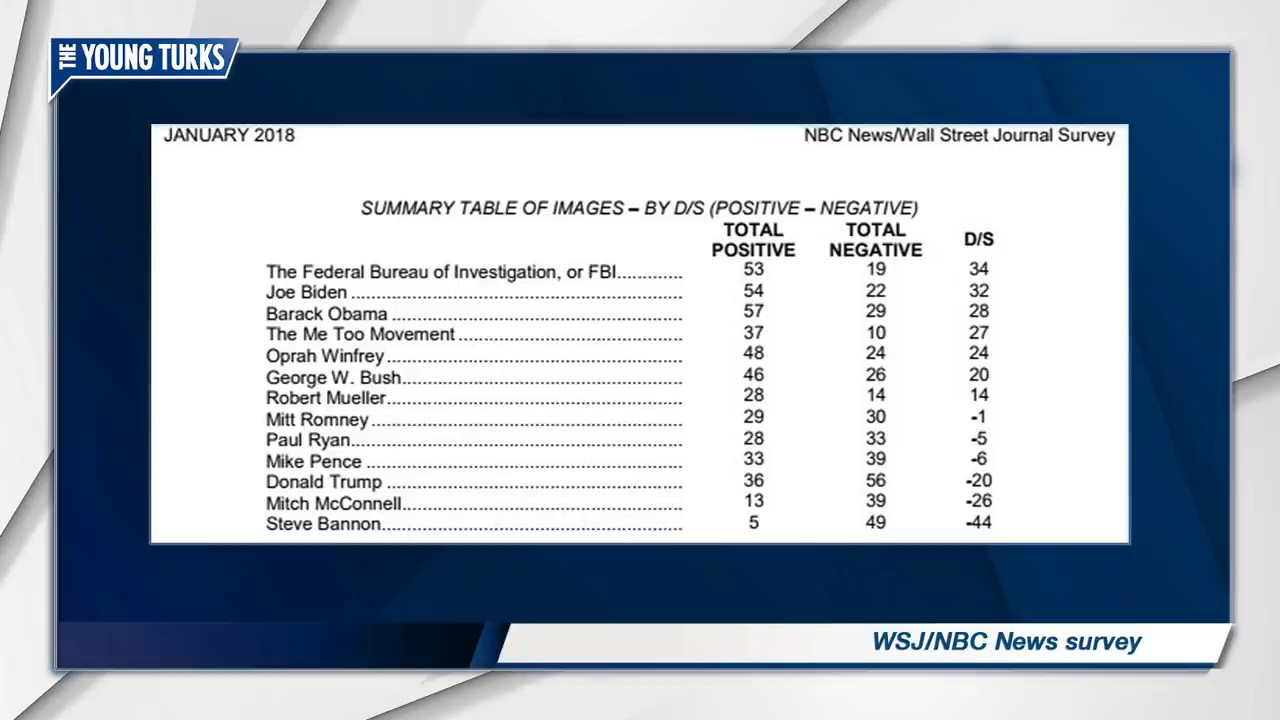 THE YOUNG TURKS
JANUARY 2018 NBC News/Wall Street Journal Survey
SUMMARY TABLE OF IMAGES – BY D/S (POSITIVE – NEGATIVE)
TOTAL POSITIVE TOTAL NEGATIVE D/S
The Federal Bureau of Investigation, or FBI............ 53 19 34
Joe Biden ............................................................ 54 22 32
Barack Obama .................................................... 57 29 28
The Me Too Movement ........................................ 37 10 27
Oprah Winfrey ..................................................... 48 24 24
George W. Bush................................................... 46 26 20
Robert Mueller...................................................... 28 14 14
Mitt Romney ........................................................ 29 30 -1
Paul Ryan............................................................ 28 33 -5
Mike Pence ......................................................... 33 39 -6
Donald Trump ..................................................... 36 56 -20
Mitch McConnell................................................... 13 39 -26
Steve Bannon...................................................... 5 49 -44
WSJ/NBC News survey